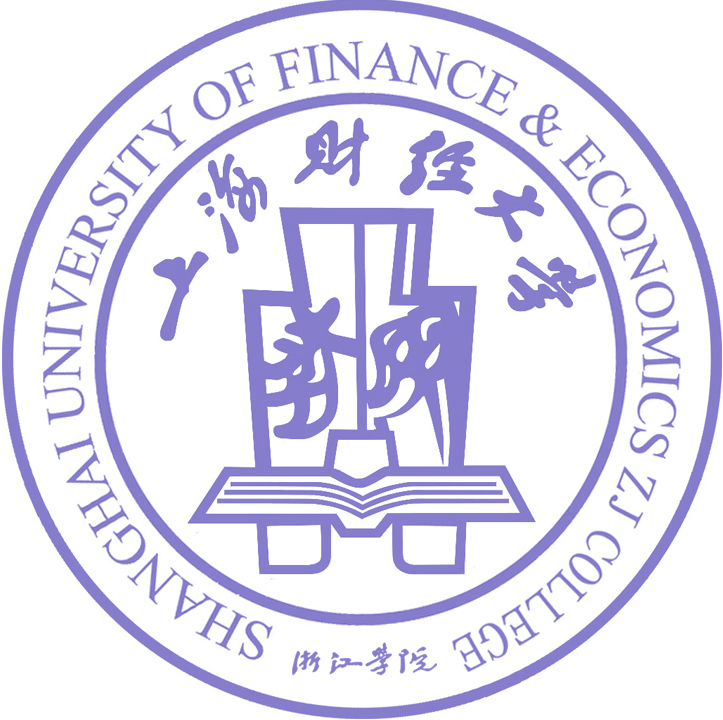 SHANGHAI UNIVERSITY OF FINANCE & ECONOMICS ZJ COLLEGE
上海财经大学
浙江学院